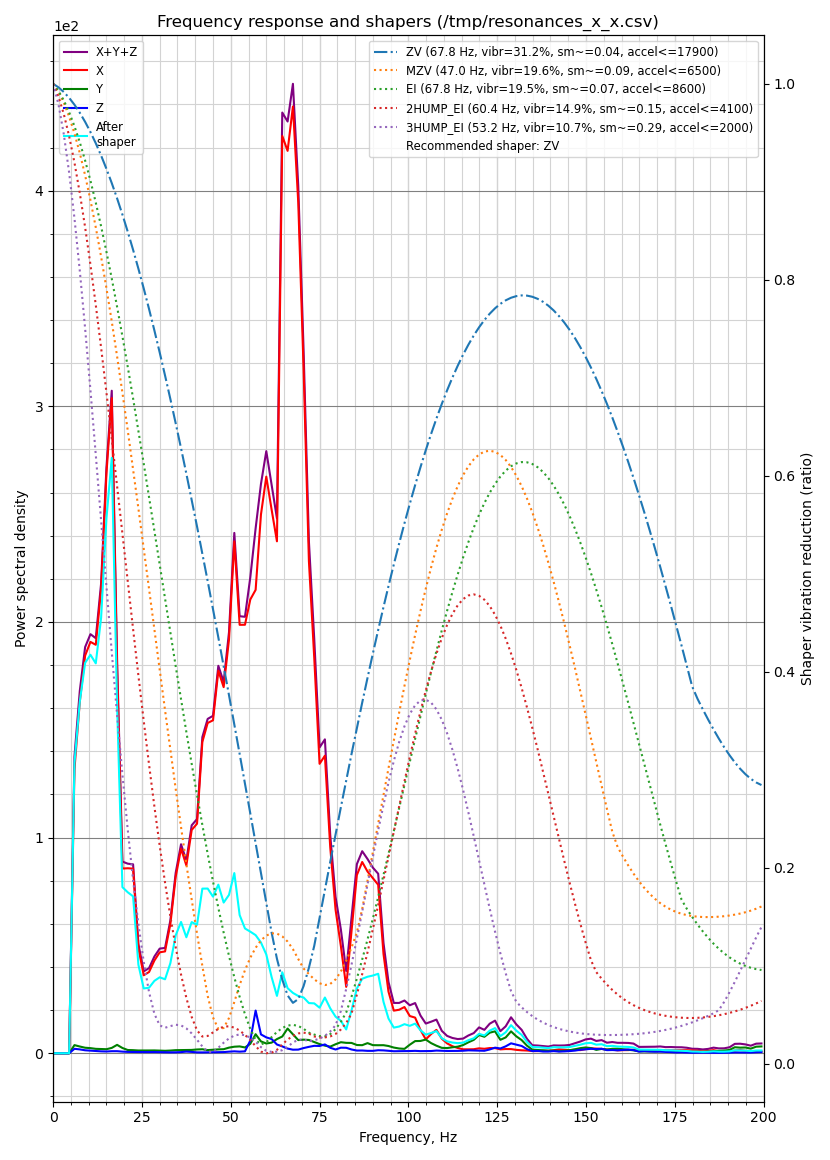 Frequency response and shapers (/tmp/resonances_x_x.csv)
1e2
X+Y+Z
X
Y
Z
After
shaper
ZV (67.8 Hz, vibr=31.2%, sm~=0.04, accel<=17900)
MZV (47.0 Hz, vibr=19.6%, sm~=0.09, accel<=6500)
EI (67.8 Hz, vibr=19.5%, sm~=0.07, accel<=8600)
2HUMP_EI (60.4 Hz, vibr=14.9%, sm~=0.15, accel<=4100)
3HUMP_EI (53.2 Hz, vibr=10.7%, sm~=0.29, accel<=2000)
Recommended shaper: ZV
4
3
2
1
0
Power spectral density
1.0
0.8
0.6
0.4
0.2
0.0
Shaper vibration reduction (ratio)
0 25 50 75 100 125 150 175 200
Frequency, Hz